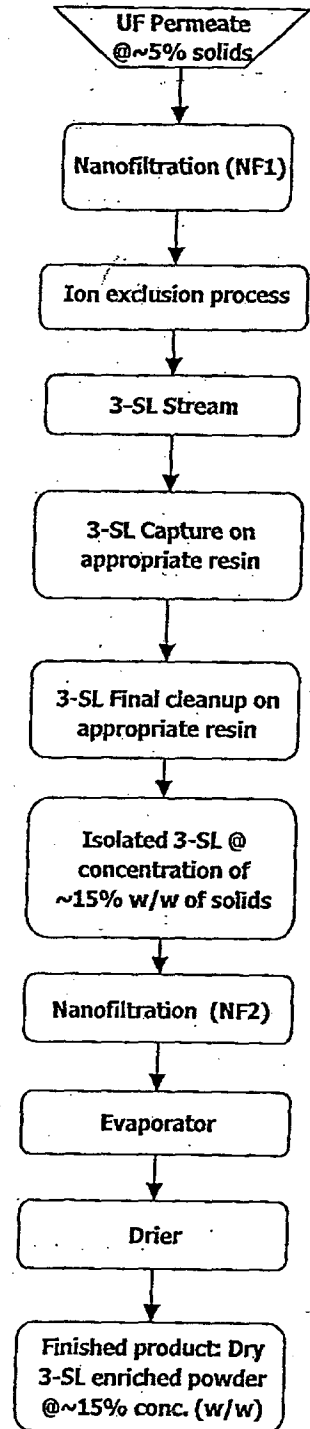 UF Permeate
@~5% solids
Nanofiltration (NF1)
Ion exclusion process
3-SL Stream
3-SL Capture on
appropriate resin
3-SL Final cleanup on
appropriate resin
Isolated 3-SL @
concentration of
~15% w/w of solids
Nanofiltration (NF2)
Evaporator
Drier
Finished product: Dry
3-SL enriched powder
@~15% conc. (w/w)